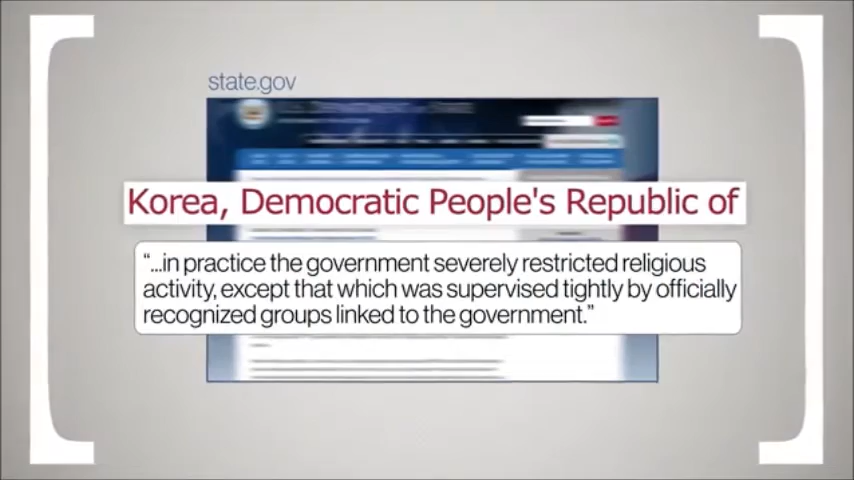 state.gov
Korea, Democratic People's Republic of
“...in practice the government severely restricted religious
activity, except that which was supervised tightly by officially
recognized groups linked to the government.”